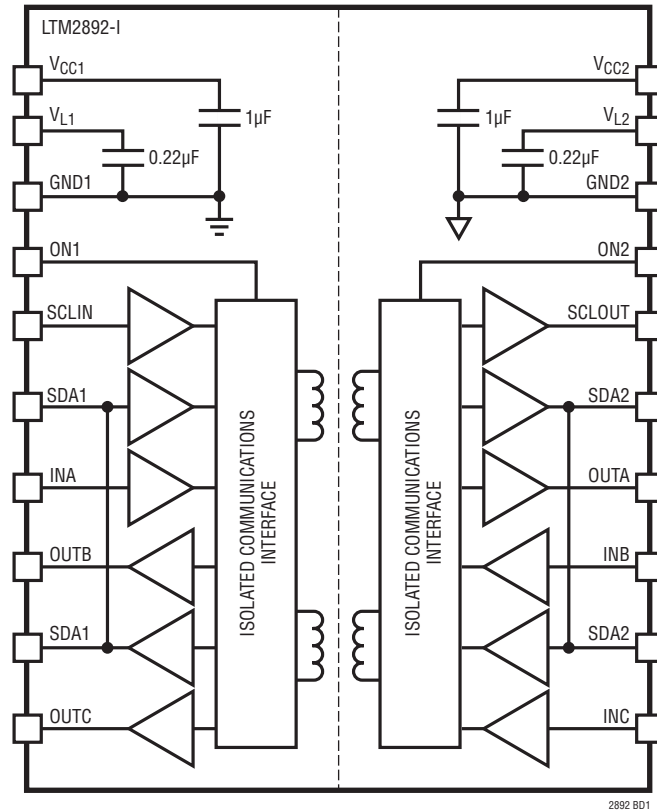 LTM2892-I
VCC1
VCC2
1µF
1µF
VL1
VL2
0.22µF
0.22µF
GND1
GND2
ON1
ON2
SCLIN
SCLOUT
SDA1
SDA2
INA
OUTA
ISOLATED COMMUNICATIONS
INTERFACE
ISOLATED COMMUNICATIONS
INTERFACE
OUTB
INB
SDA1
SDA2
OUTC
INC
2892 BD1